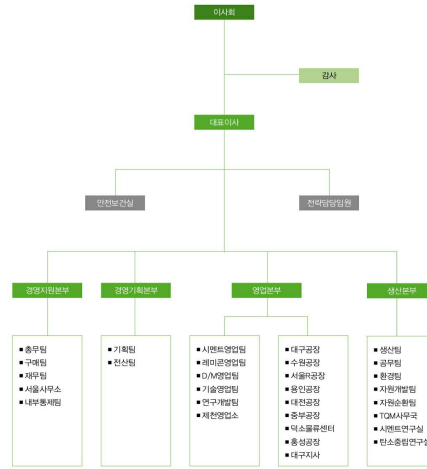 이사회
감사
대표이사
안전보건실
전략담당임원
경영지원본부
경영기획본부
영업본부
생산본부
■ 총무팀
■ 구매팀
■ 재무팀
■ 서울사무소
■ 내부통제팀
■ 기획팀
■ 전산팀
■ 시멘트영업팀
■ 레미콘영업팀
■ D/M영업팀
■ 기술영업팀
■ 연구개발팀
■ 제천영업소
■ 대구공장
■ 수원공장
■ 서울R공장
■ 용인공장
■ 대전공장
■ 중부공장
■ 덕소물류센터
■ 홍성공장
■ 대구지사
■ 생산팀
■ 공무팀
■ 환경팀
■ 자원개발팀
■ 자원순환팀
■ TQM사무국
■ 시멘트연구실
■ 탄소중립연구실